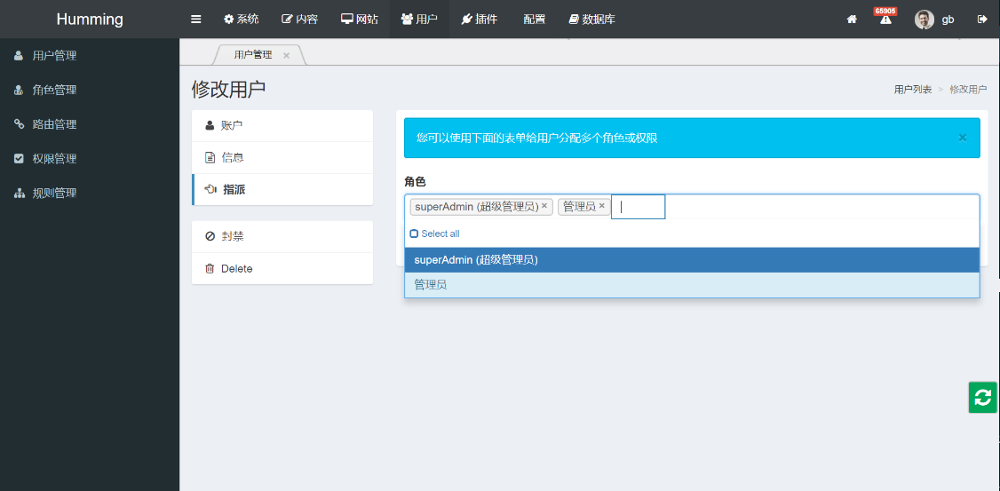 Humming
系统 内容 网站 用户 插件 配置 数据库
65905
gb
用户管理
角色管理
路由管理
权限管理
规则管理
用户管理 ×
修改用户
用户列表 > 修改用户
账户
信息
指派
封禁
Delete
您可以使用下面的表单给用户分配多个角色或权限 ×
角色
superAdmin (超级管理员) × 管理员 ×
Select all
superAdmin (超级管理员)
管理员